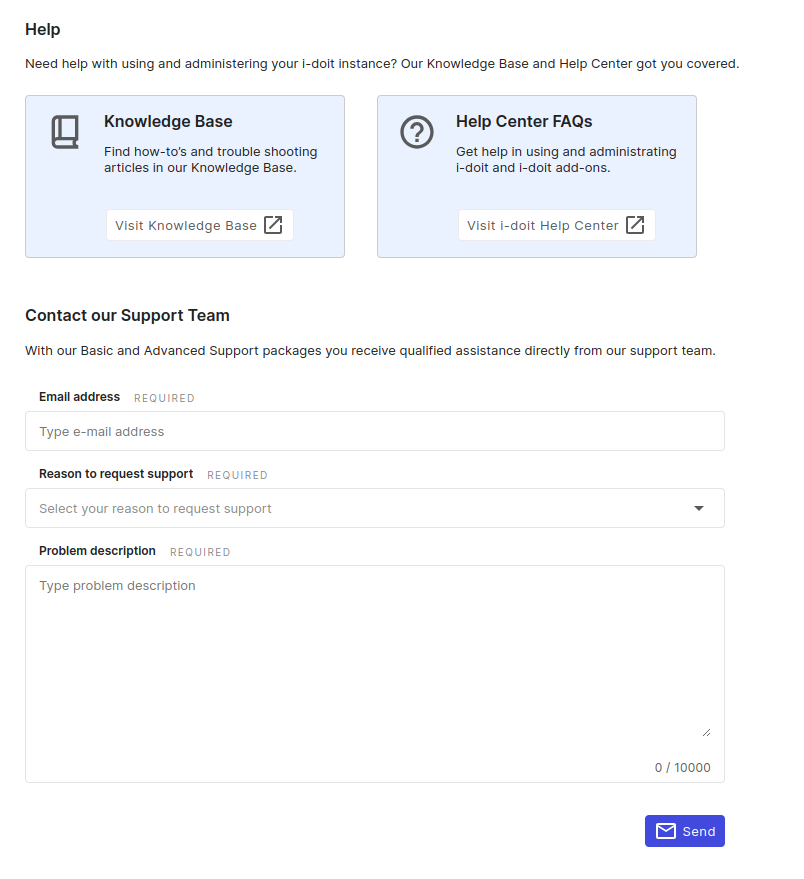 Help
Need help with using and administering your i-doit instance? Our Knowledge Base and Help Center got you covered.
Knowledge Base
Find how-to's and trouble shooting
articles in our Knowledge Base.
Visit Knowledge Base
Help Center FAQs
Get help in using and administrating
i-doit and i-doit add-ons.
Visit i-doit Help Center
Contact our Support Team
With our Basic and Advanced Support packages you receive qualified assistance directly from our support team.
Email address REQUIRED
Type e-mail address
Reason to request support REQUIRED
Select your reason to request support
Problem description REQUIRED
Type problem description
0 / 10000
Send